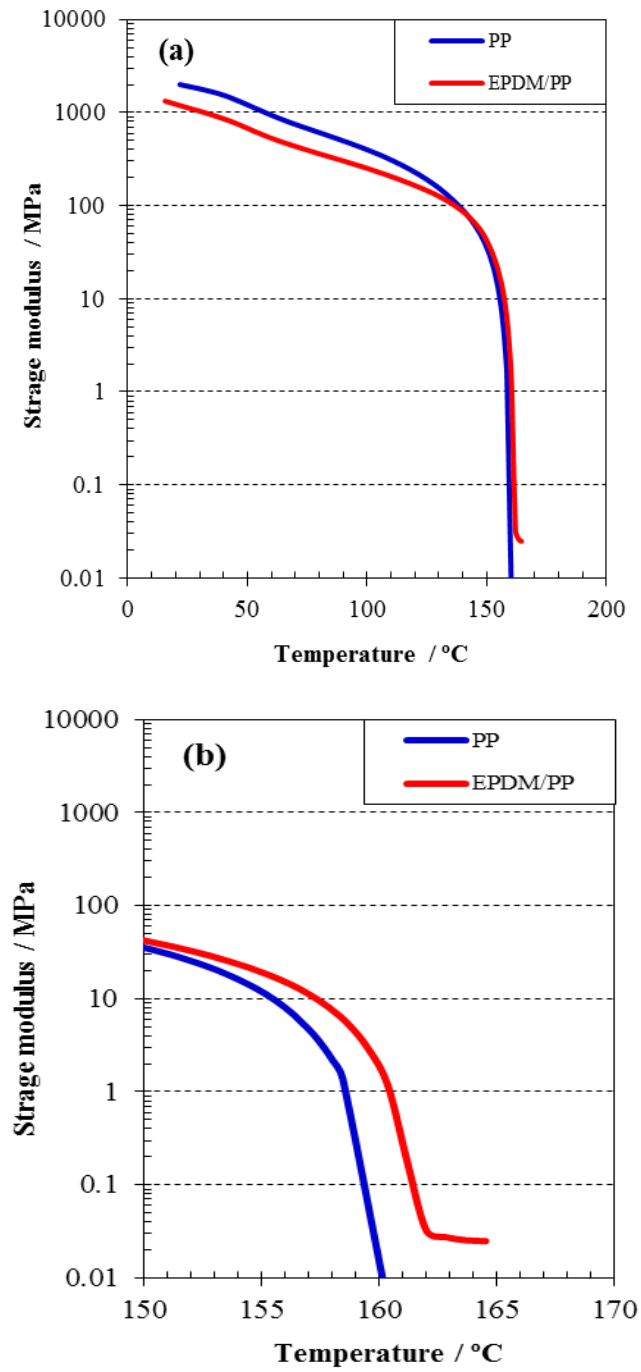 (a)
PP
EPDM/PP
10000
1000
100
10
1
0.1
0.01
Strage modulus / MPa
0 50 100 150 200
Temperature / ºC
(b)
PP
EPDM/PP
10000
1000
100
10
1
0.1
0.01
Strage modulus / MPa
150 155 160 165 170
Temperature / ºC